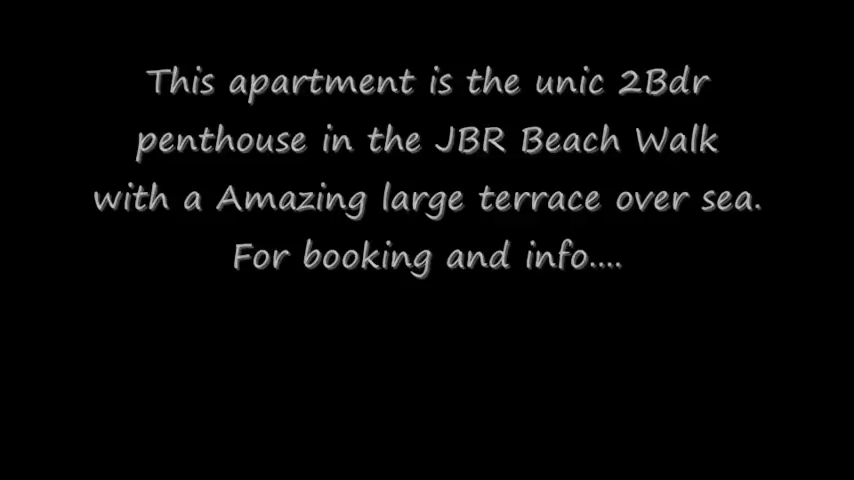 This apartment is the unic 2Bdr
penthouse in the JBR Beach Walk
with a Amazing large terrace over sea.
For booking and info....